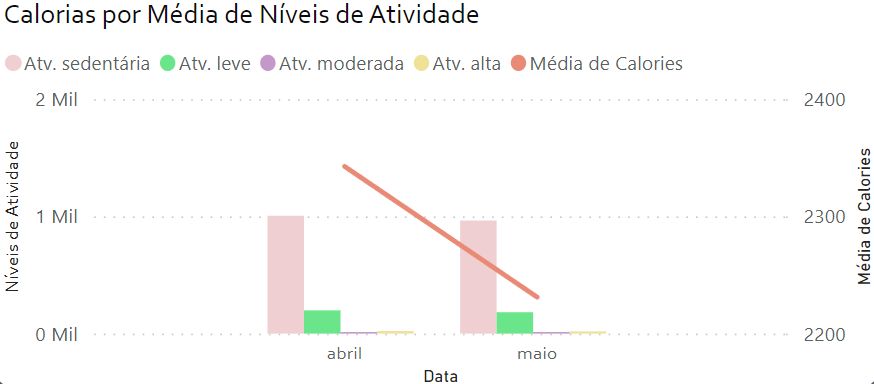 Calorias por Média de Níveis de Atividade
Atv. sedentária Atv. leve Atv. moderada Atv. alta Média de Calories
2 Mil 2400
1 Mil 2300
0 Mil 2200
Níveis de Atividade
Média de Calories
abril maio
Data